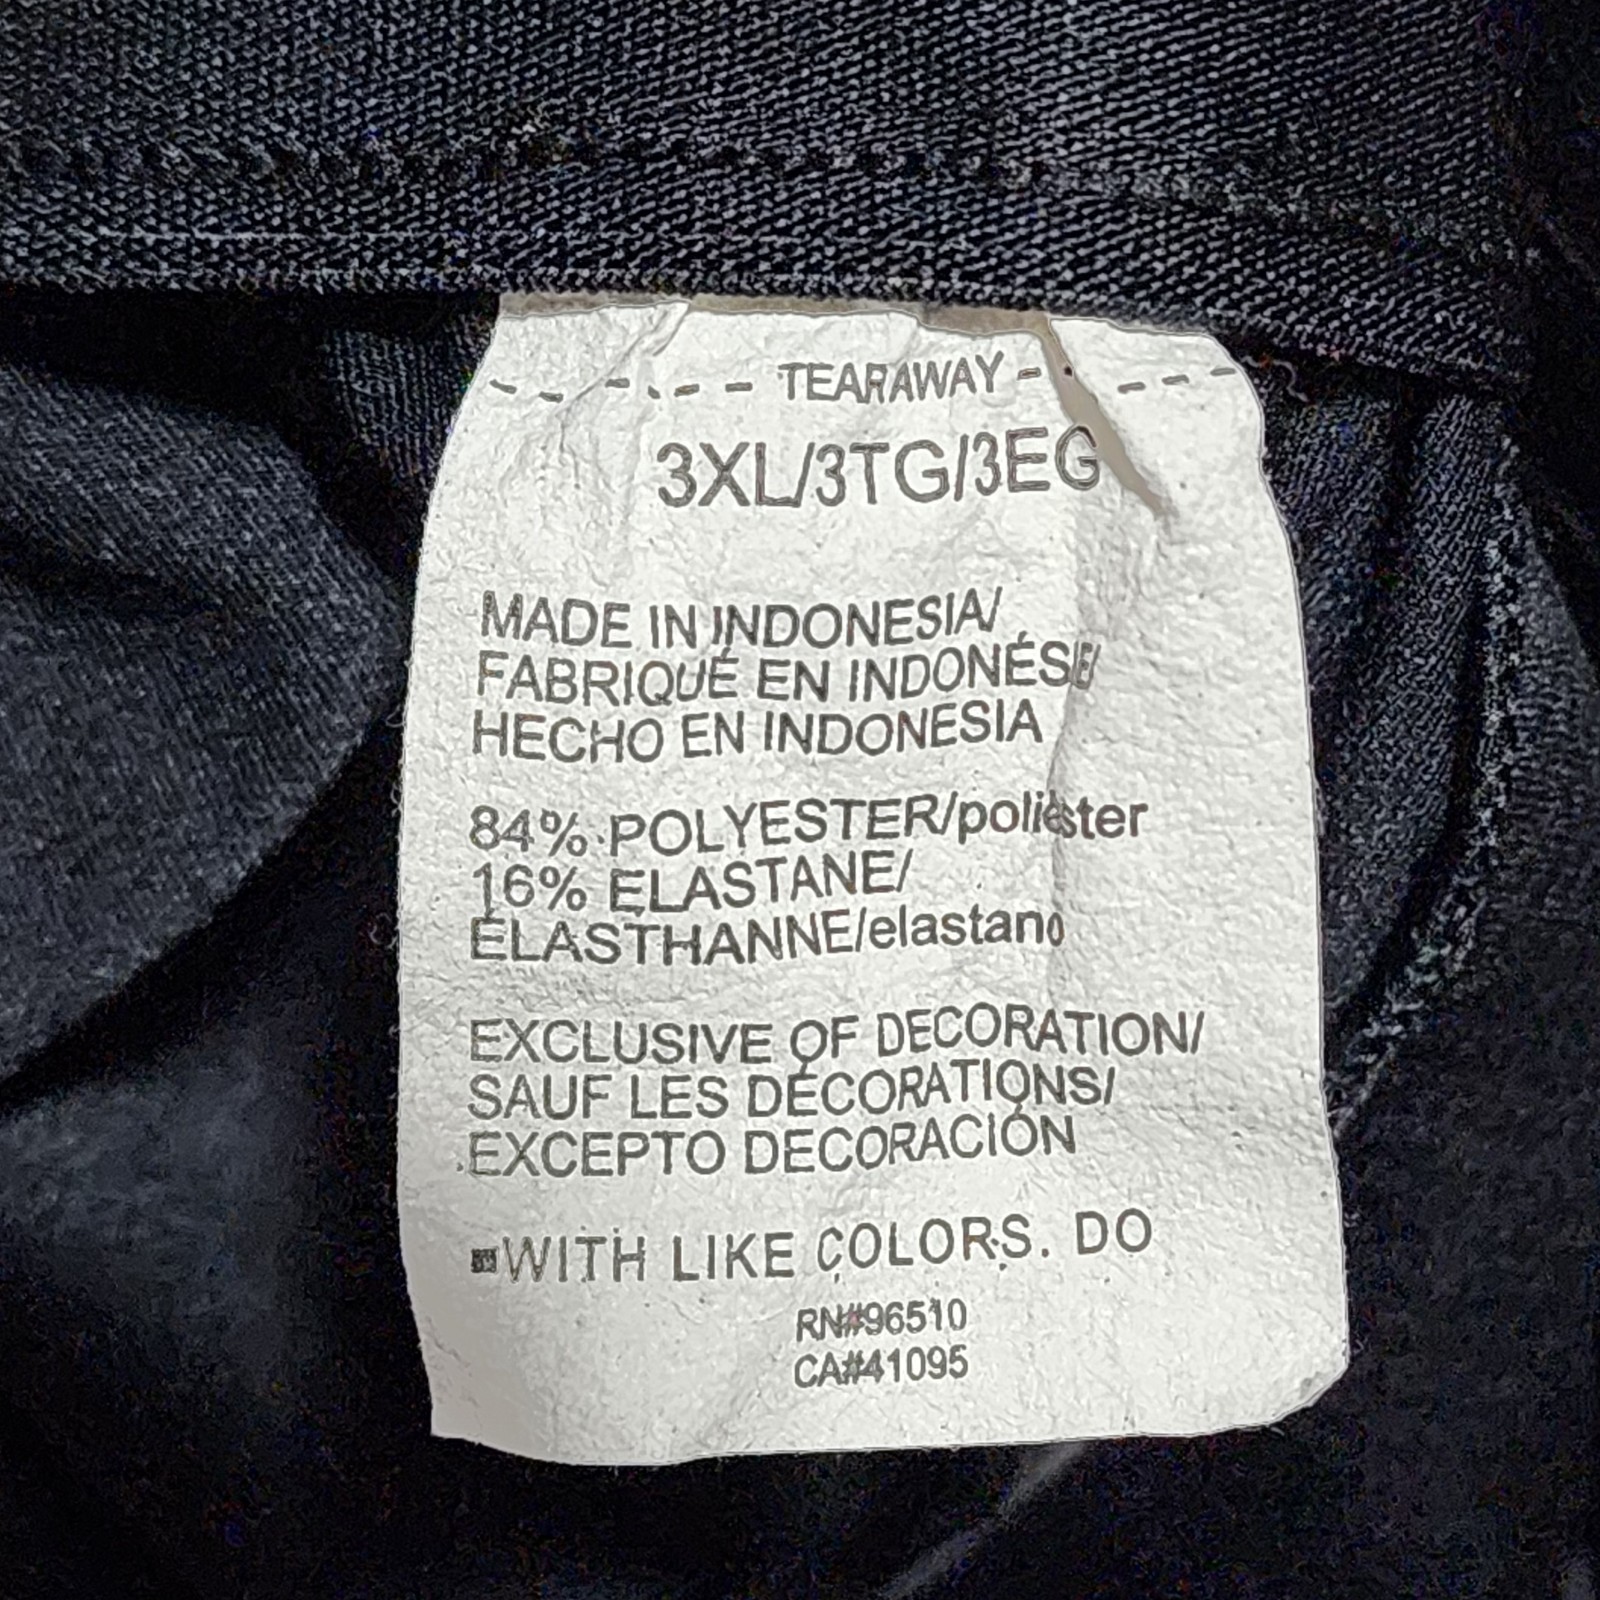 - - - - - TEARAWAY - - - - -
3XL/3TG/3EG
MADE IN INDONESIA/
FABRIQUÉ EN INDONÉSIE/
HECHO EN INDONESIA
84% POLYESTER/poliéster
16% ELASTANE/
ÉLASTHANNE/elastano
EXCLUSIVE OF DECORATION/
SAUF LES DÉCORATIONS/
EXCEPTO DECORACIÓN
WITH LIKE COLORS. DO
RN#96510
CA#41095